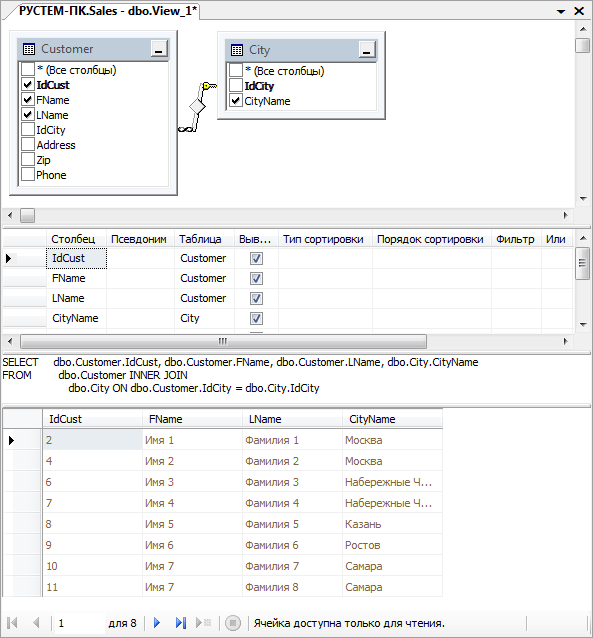 РУСТЕМ-ПК.Sales - dbo.View_1*
Customer
* (Все столбцы)
IdCust
FName
LName
IdCity
Address
Zip
Phone
City
* (Все столбцы)
IdCity
CityName
Столбец Псевдоним Таблица Выв... Тип сортировки Порядок сортировки Фильтр Или
IdCust Customer
FName Customer
LName Customer
CityName City
SELECT dbo.Customer.IdCust, dbo.Customer.FName, dbo.Customer.LName, dbo.City.CityName
FROM dbo.Customer INNER JOIN
dbo.City ON dbo.Customer.IdCity = dbo.City.IdCity
IdCust FName LName CityName
2 Имя 1 Фамилия 1 Москва
4 Имя 2 Фамилия 2 Москва
6 Имя 3 Фамилия 3 Набережные Ч...
7 Имя 4 Фамилия 4 Набережные Ч...
8 Имя 5 Фамилия 5 Казань
9 Имя 6 Фамилия 6 Ростов
10 Имя 7 Фамилия 7 Самара
11 Имя 7 Фамилия 8 Самара
1 для 8 Ячейка доступна только для чтения.